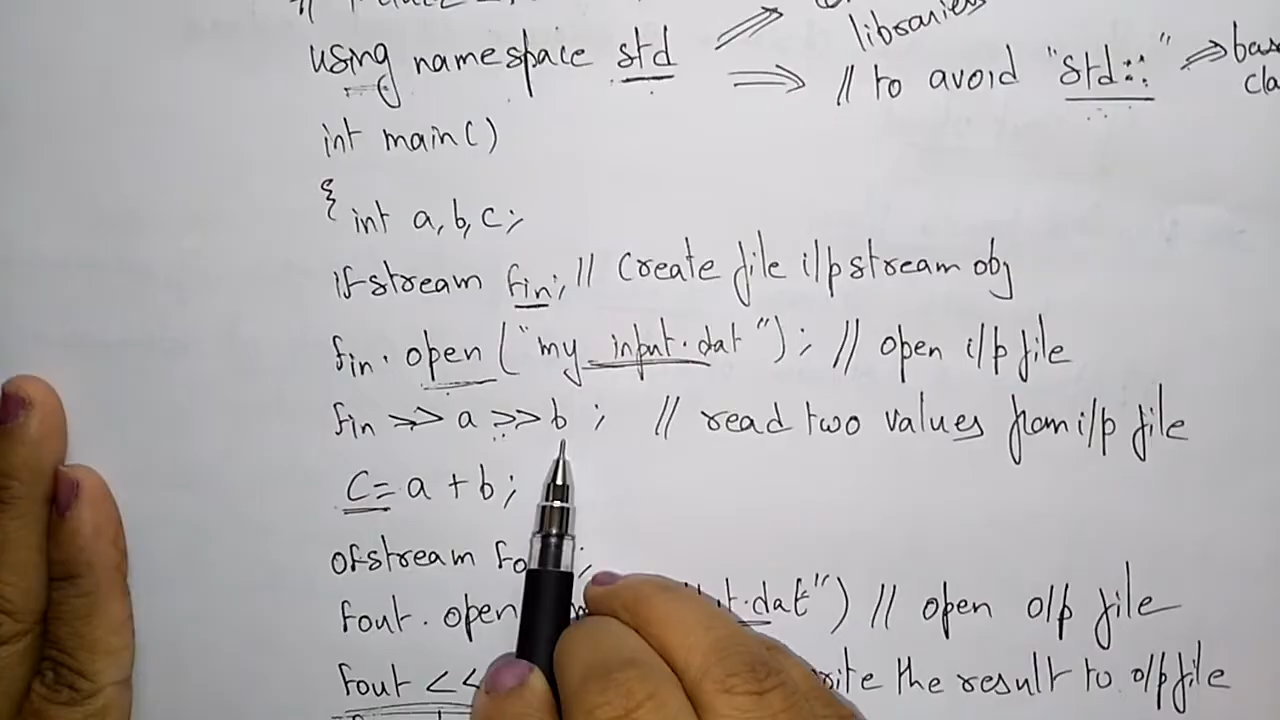 using namespace std
libraries
// to avoid "std::"
int main()
{ int a,b,c;
ifstream fin; // Create file i/p stream obj
fin.open("my input.dat"); // open i/p file
fin >> a >> b ; // read two values from i/p file
C= a + b;
ofstream
fout.open .dat") // open o/p file
fout << the result to o/p file